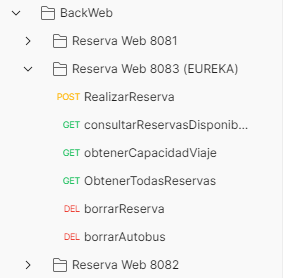 BackWeb
Reserva Web 8081
Reserva Web 8083 (EUREKA)
POST RealizarReserva
GET consultarReservasDisponib...
GET obtenerCapacidadViaje
GET ObtenerTodasReservas
DEL borrarReserva
DEL borrarAutobus
Reserva Web 8082